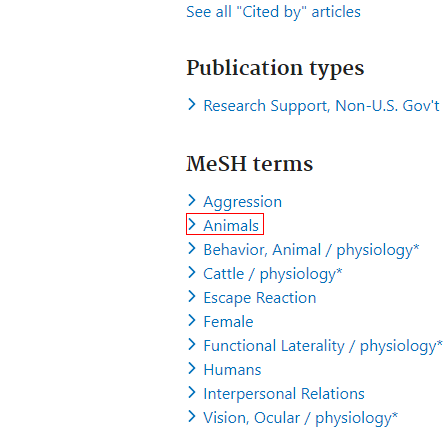 See all "Cited by" articles
Publication types
Research Support, Non-U.S. Gov't
MeSH terms
Aggression
Animals
Behavior, Animal / physiology*
Cattle / physiology*
Escape Reaction
Female
Functional Laterality / physiology*
Humans
Interpersonal Relations
Vision, Ocular / physiology*